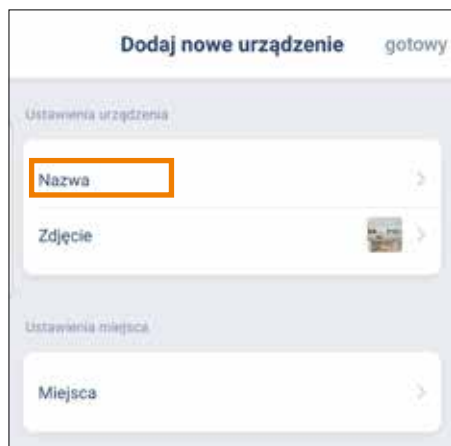 Dodaj nowe urządzenie gotowy
Ustawienia urządzenia
Nazwa
Zdjęcie
Ustawienia miejsca
Miejsca